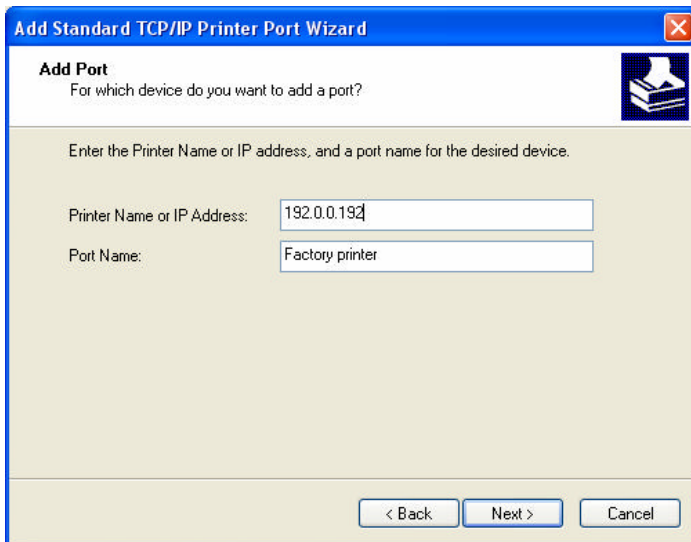 Add Standard TCP/IP Printer Port Wizard
Add Port
For which device do you want to add a port?
Enter the Printer Name or IP address, and a port name for the desired device.
Printer Name or IP Address: 192.0.0.192
Port Name: Factory printer
< Back Next > Cancel